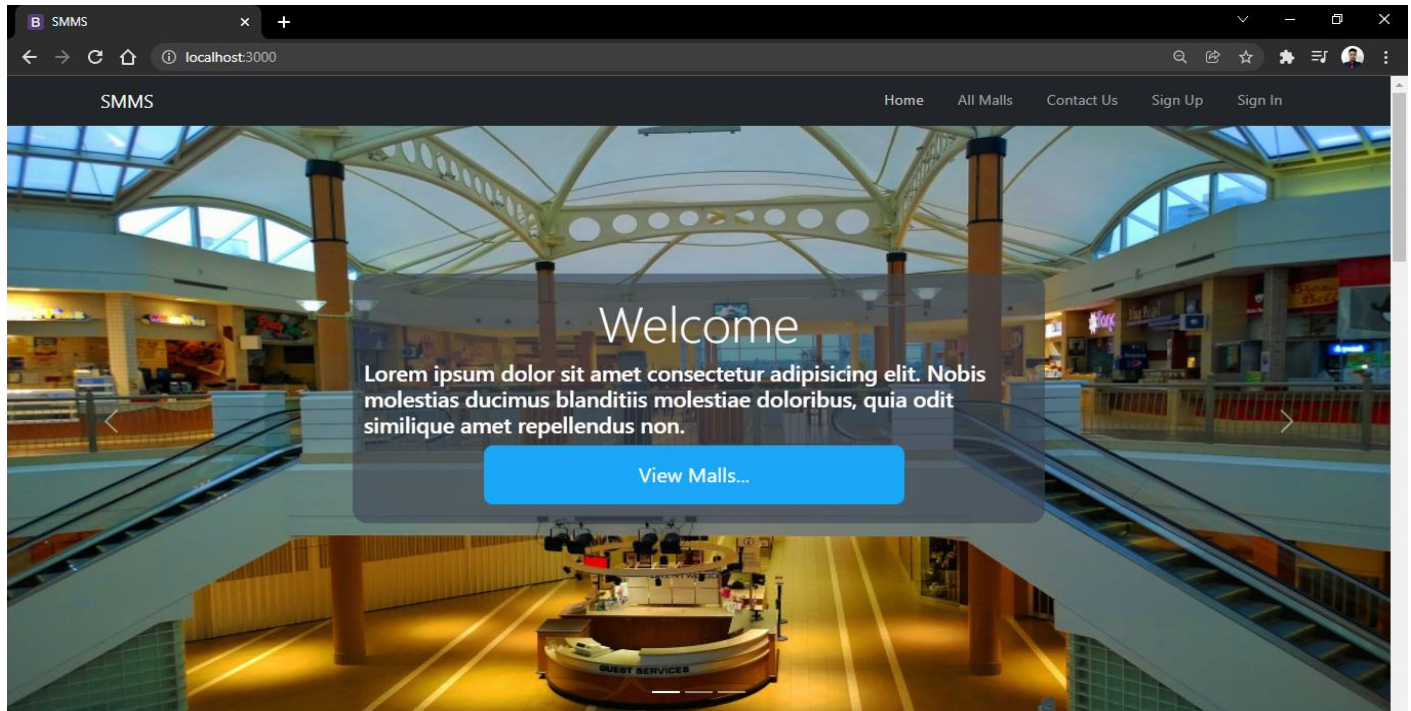 SMMS
localhost:3000
SMMS
Home All Malls Contact Us Sign Up Sign In
Welcome
Lorem ipsum dolor sit amet consectetur adipisicing elit. Nobis
molestias ducimus blanditiis molestiae doloribus, quia odit
similique amet repellendus non.
View Malls...
GUEST SERVICES